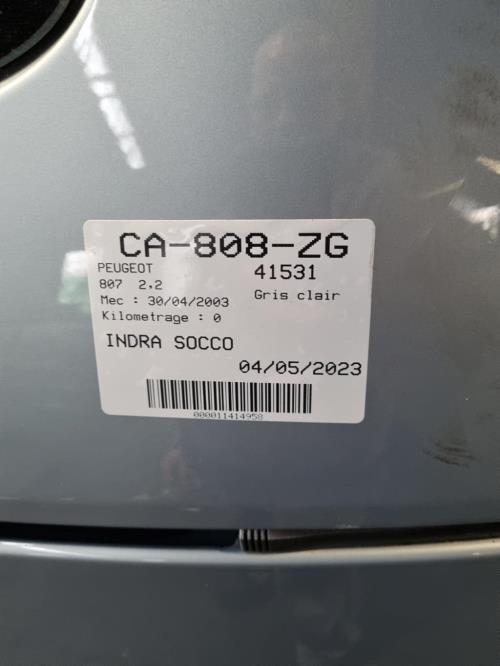 CA-808-ZG
PEUGEOT 41531
807 2.2
Mec : 30/04/2003 Gris clair
Kilometrage : 0
INDRA SOCCO
04/05/2023
000011414958